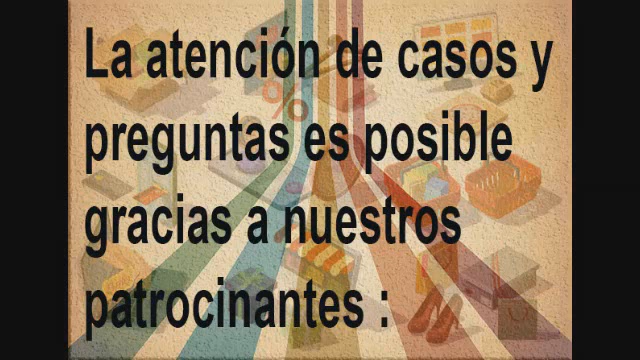 La atención de casos y
preguntas es posible
gracias a nuestros
patrocinantes :